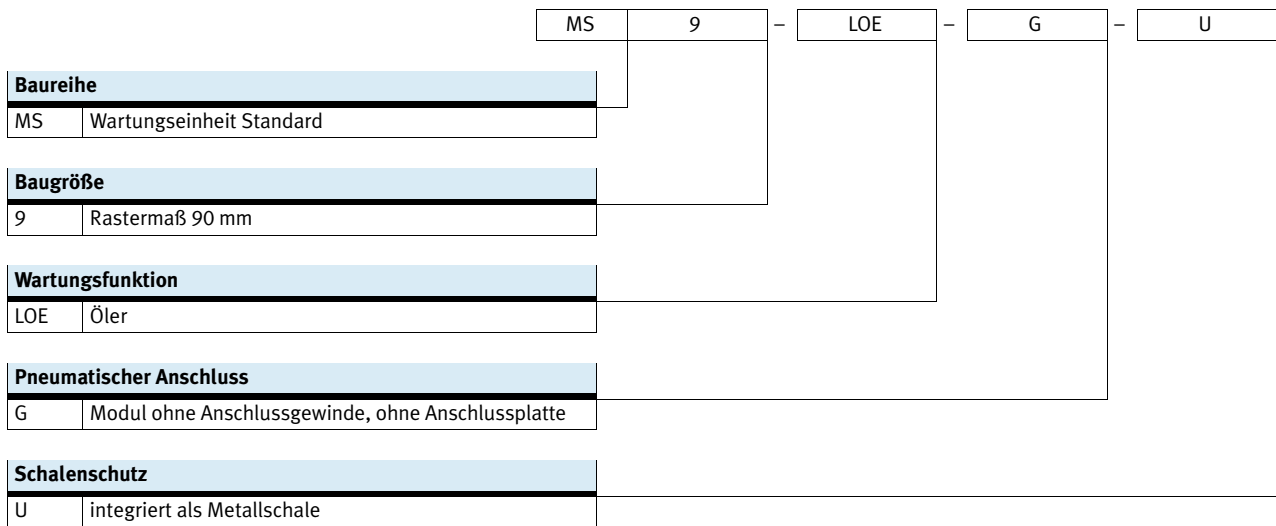 MS 9 – LOE – G – U
Baureihe
MS Wartungseinheit Standard
Baugröße
9 Rastermaß 90 mm
Wartungsfunktion
LOE Öler
Pneumatischer Anschluss
G Modul ohne Anschlussgewinde, ohne Anschlussplatte
Schalenschutz
U integriert als Metallschale